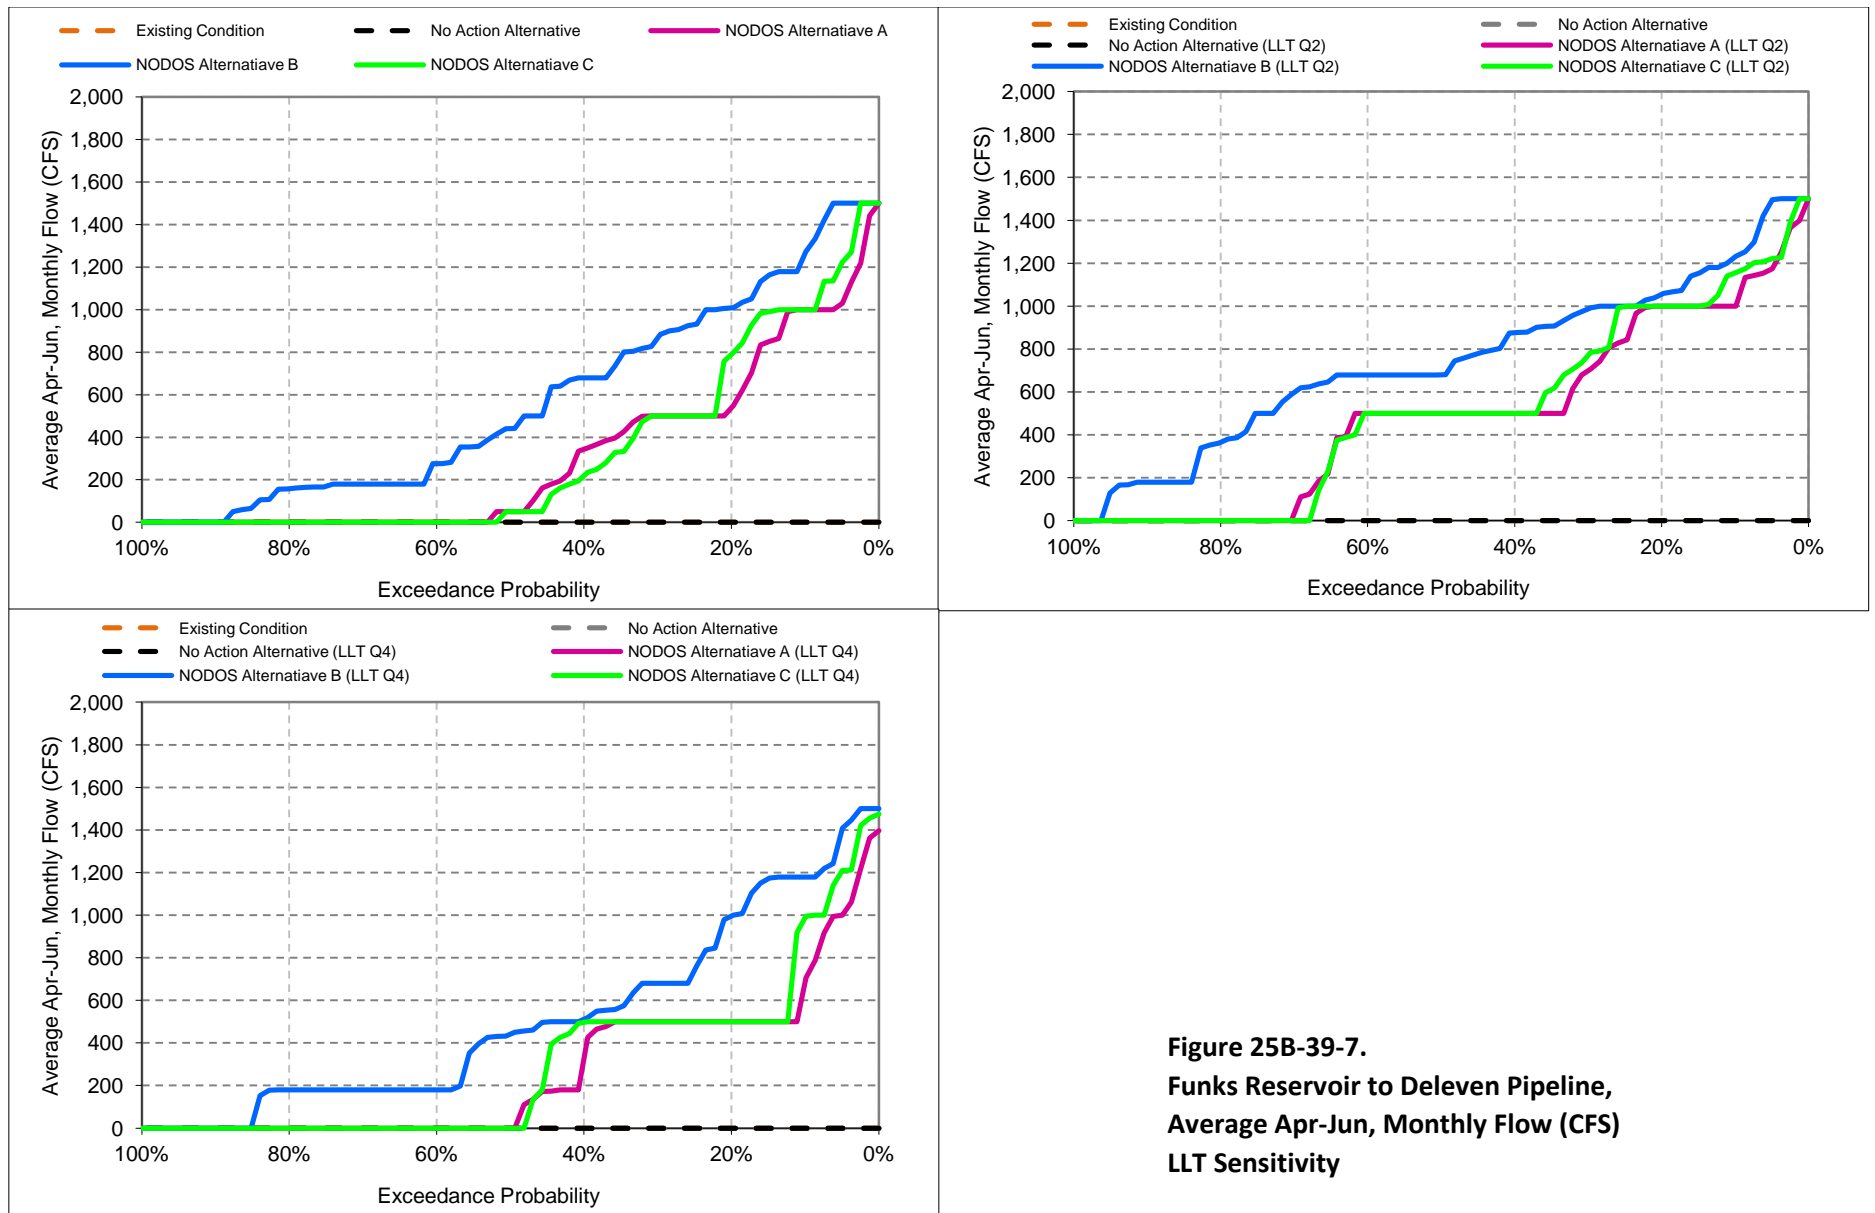 Existing Condition
No Action Alternative
NODOS Alternatiave A
NODOS Alternatiave B
NODOS Alternatiave C
Average Apr-Jun, Monthly Flow (CFS)
2,000
1,800
1,600
1,400
1,200
1,000
800
600
400
200
0
100% 80% 60% 40% 20% 0%
Exceedance Probability
Existing Condition
No Action Alternative
No Action Alternative (LLT Q2)
NODOS Alternatiave A (LLT Q2)
NODOS Alternatiave B (LLT Q2)
NODOS Alternatiave C (LLT Q2)
Average Apr-Jun, Monthly Flow (CFS)
2,000
1,800
1,600
1,400
1,200
1,000
800
600
400
200
0
100% 80% 60% 40% 20% 0%
Exceedance Probability
Existing Condition
No Action Alternative
No Action Alternative (LLT Q4)
NODOS Alternatiave A (LLT Q4)
NODOS Alternatiave B (LLT Q4)
NODOS Alternatiave C (LLT Q4)
Average Apr-Jun, Monthly Flow (CFS)
2,000
1,800
1,600
1,400
1,200
1,000
800
600
400
200
0
100% 80% 60% 40% 20% 0%
Exceedance Probability
Figure 25B-39-7.
Funks Reservoir to Deleven Pipeline,
Average Apr-Jun, Monthly Flow (CFS)
LLT Sensitivity